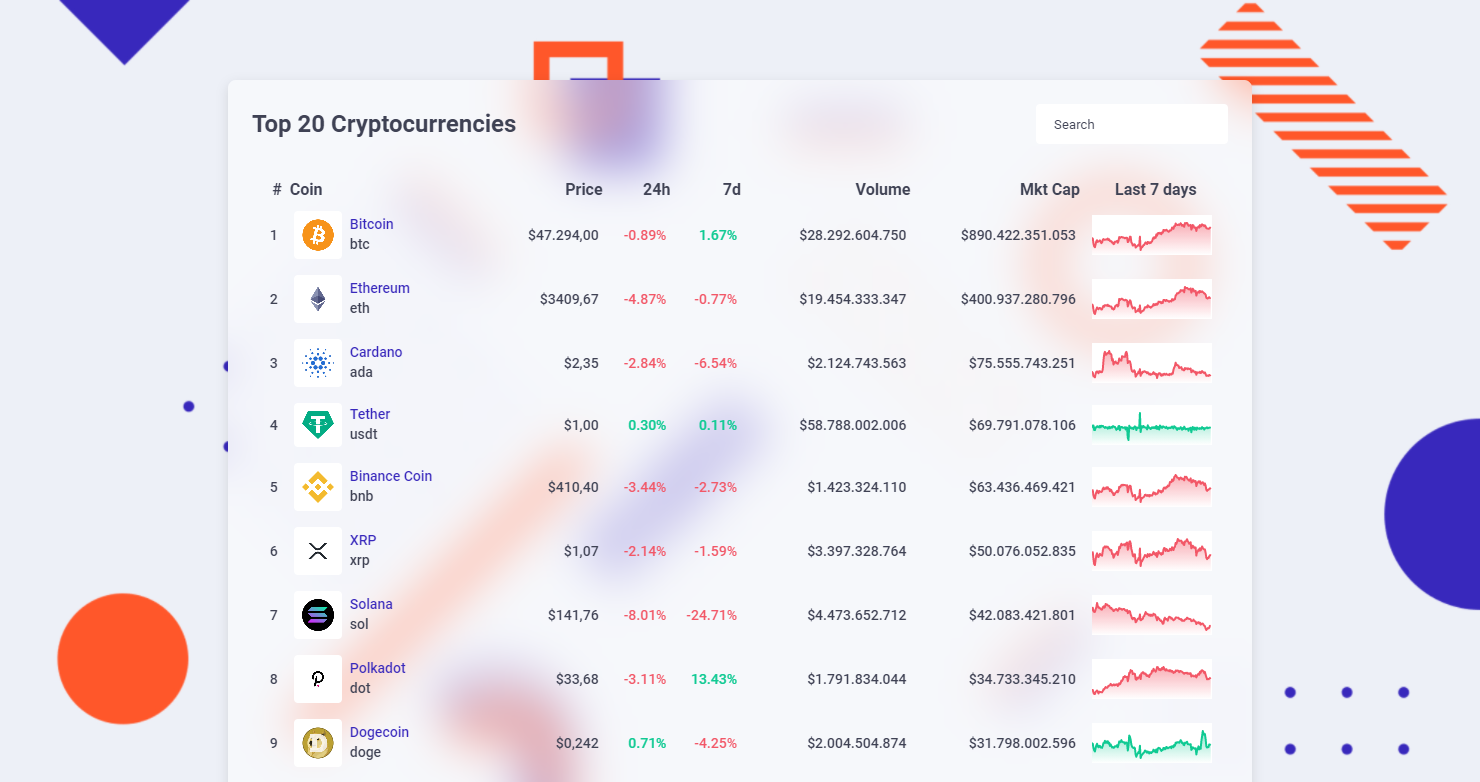 Top 20 Cryptocurrencies
Search
# Coin Price 24h 7d Volume Mkt Cap Last 7 days
1 Bitcoin btc $47.294,00 -0.89% 1.67% $28.292.604.750 $890.422.351.053
2 Ethereum eth $3409,67 -4.87% -0.77% $19.454.333.347 $400.937.280.796
3 Cardano ada $2,35 -2.84% -6.54% $2.124.743.563 $75.555.743.251
4 Tether usdt $1,00 0.30% 0.11% $58.788.002.006 $69.791.078.106
5 Binance Coin bnb $410,40 -3.44% -2.73% $1.423.324.110 $63.436.469.421
6 XRP xrp $1,07 -2.14% -1.59% $3.397.328.764 $50.076.052.835
7 Solana sol $141,76 -8.01% -24.71% $4.473.652.712 $42.083.421.801
8 Polkadot dot $33,68 -3.11% 13.43% $1.791.834.044 $34.733.345.210
9 Dogecoin doge $0,242 0.71% -4.25% $2.004.504.874 $31.798.002.596